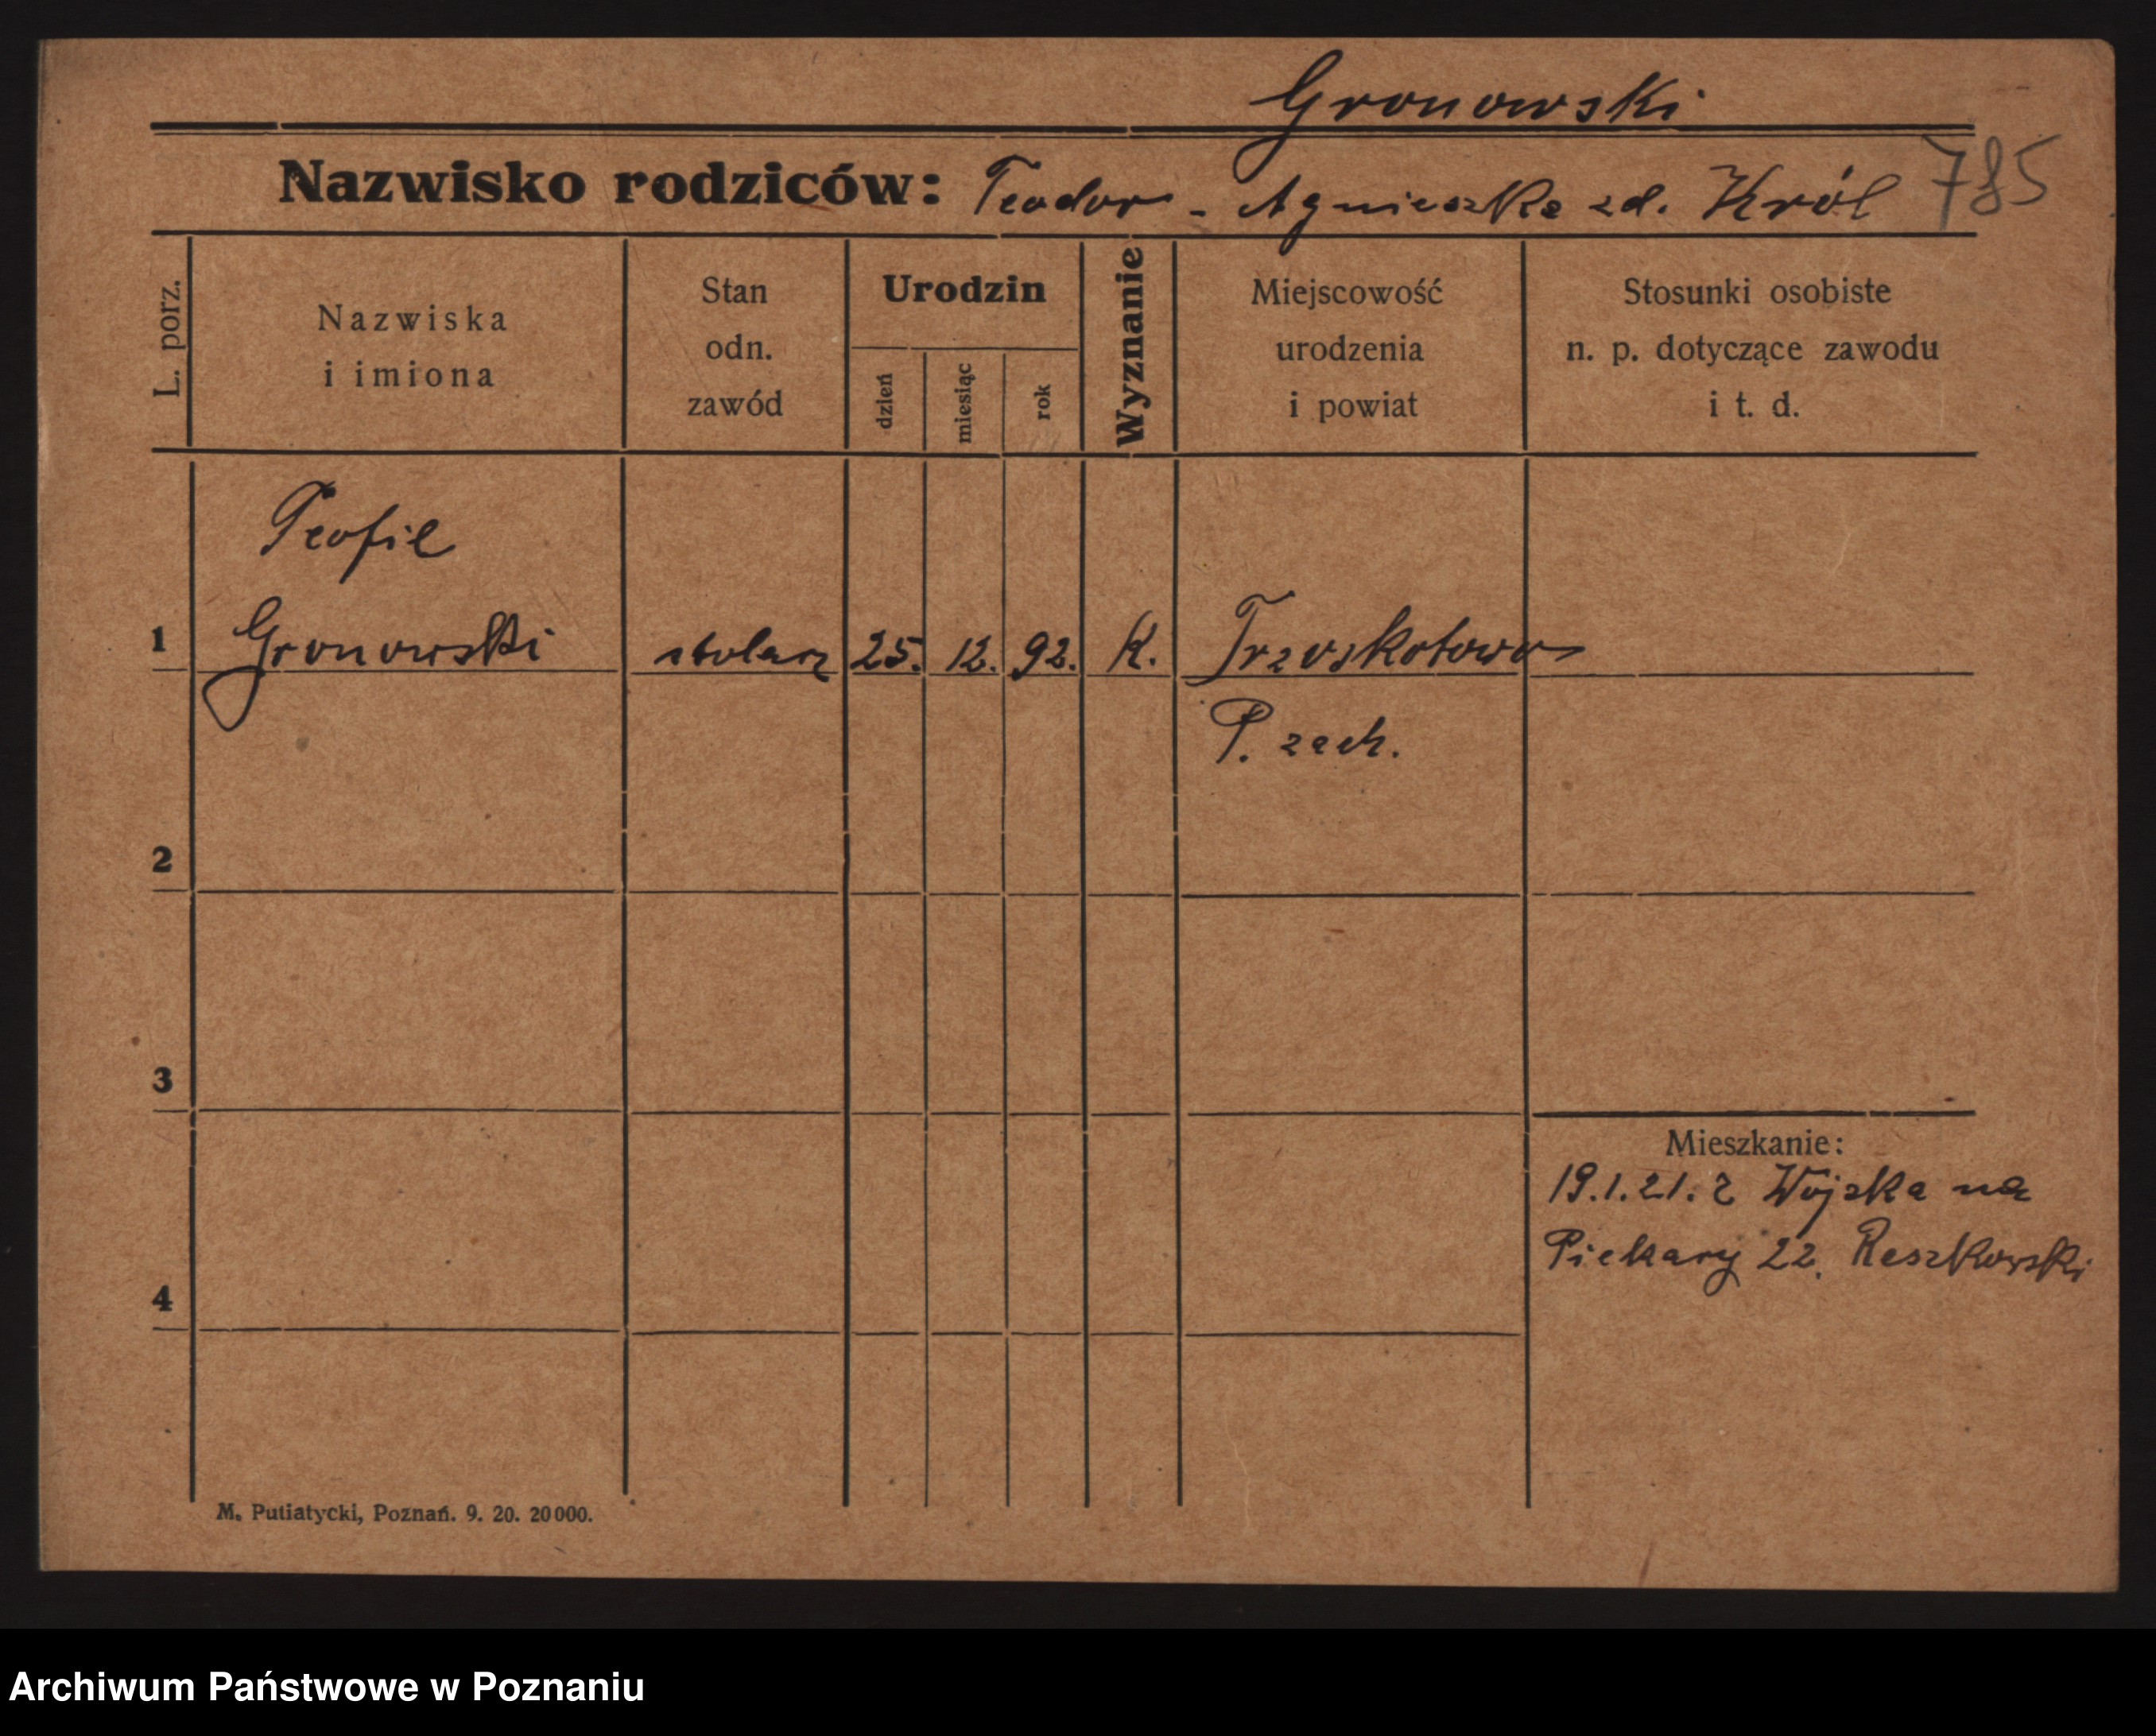 Gronowski
Nazwisko rodziców: Teodor - Agnieszka zd. Król 785
L. porz.
Nazwiska
i imiona
Stan
odn.
zawód
Urodzin
dzień
miesiąc
rok
Wyznanie
Miejscowość
urodzenia
i powiat
Stosunki osobiste
n. p. dotyczące zawodu
i t. d.
Teofil
1 Gronowski stolarz 25. 12. 92. K. Trzuskotowo
P. zach.
2
3
Mieszkanie:
19.1.21. z Wojska na
Piekary 22. Reszkowski
4
M. Putiatycki, Poznań. 9. 20. 20000.
Archiwum Państwowe w Poznaniu